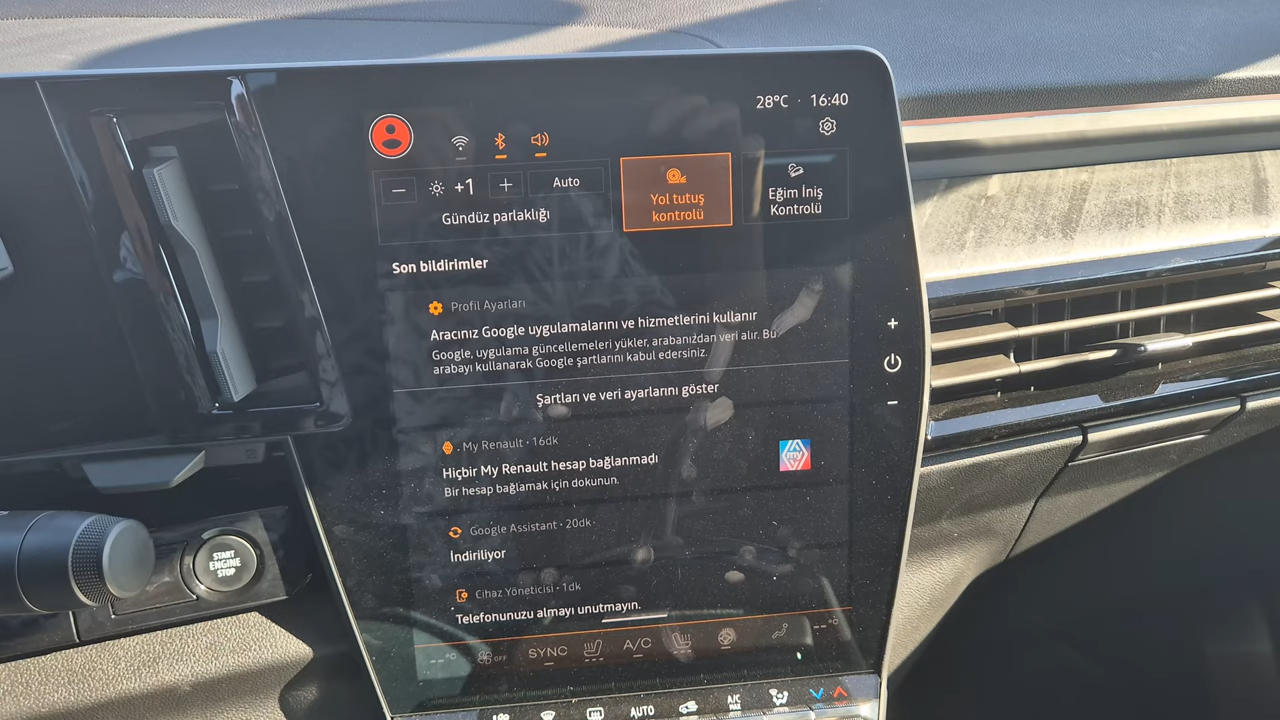 28°C · 16:40
− +1 + Auto
Gündüz parlaklığı
Yol tutuş
kontrolü
Eğim İniş
Kontrolü
Son bildirimler
Profil Ayarları
Aracınız Google uygulamalarını ve hizmetlerini kullanır
Google, uygulama güncellemeleri yükler, arabanızdan veri alır. Bu
arabayı kullanarak Google şartlarını kabul edersiniz.
Şartları ve veri ayarlarını göster
My Renault · 16dk
my
Hiçbir My Renault hesap bağlanmadı
Bir hesap bağlamak için dokunun.
Google Assistant · 20dk
İndiriliyor
Cihaz Yöneticisi · 1dk
Telefonunuzu almayı unutmayın.
--°C OFF SYNC A/C --°C
AUTO A/C
MAX
+
−
START
ENGINE
STOP